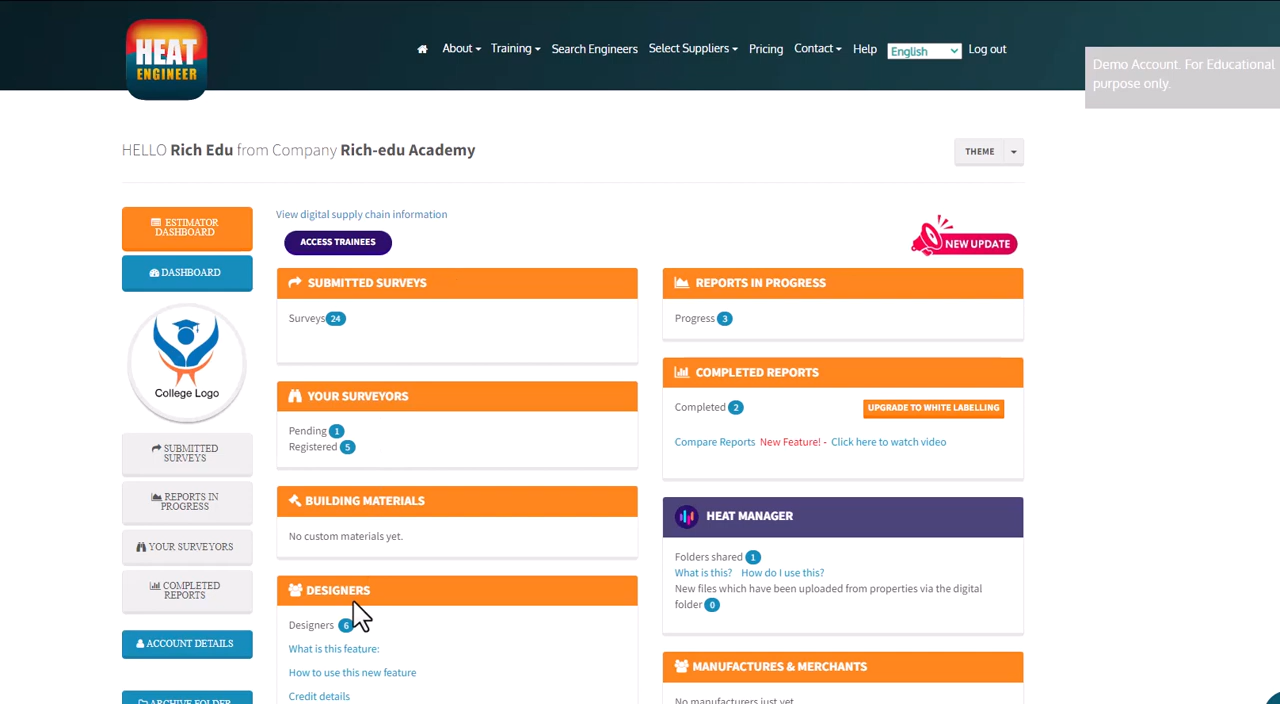 HEAT
ENGINEER
About
Training
Search Engineers
Select Suppliers
Pricing
Contact
Help
English
Log out
Demo Account. For Educational
purpose only.
HELLO Rich Edu from Company Rich-edu Academy
THEME
ESTIMATOR
DASHBOARD
DASHBOARD
College Logo
SUBMITTED
SURVEYS
REPORTS IN
PROGRESS
YOUR SURVEYORS
COMPLETED
REPORTS
ACCOUNT DETAILS
ARCHIVE FOLDER
View digital supply chain information
ACCESS TRAINEES
NEW UPDATE
SUBMITTED SURVEYS
Surveys 24
YOUR SURVEYORS
Pending 1
Registered 5
BUILDING MATERIALS
No custom materials yet.
DESIGNERS
Designers 6
What is this feature:
How to use this new feature
Credit details
REPORTS IN PROGRESS
Progress 3
COMPLETED REPORTS
Completed 2
UPGRADE TO WHITE LABELLING
Compare Reports New Feature! - Click here to watch video
HEAT MANAGER
Folders shared 1
What is this? How do I use this?
New files which have been uploaded from properties via the digital
folder 0
MANUFACTURES & MERCHANTS
No manufacturers just yet